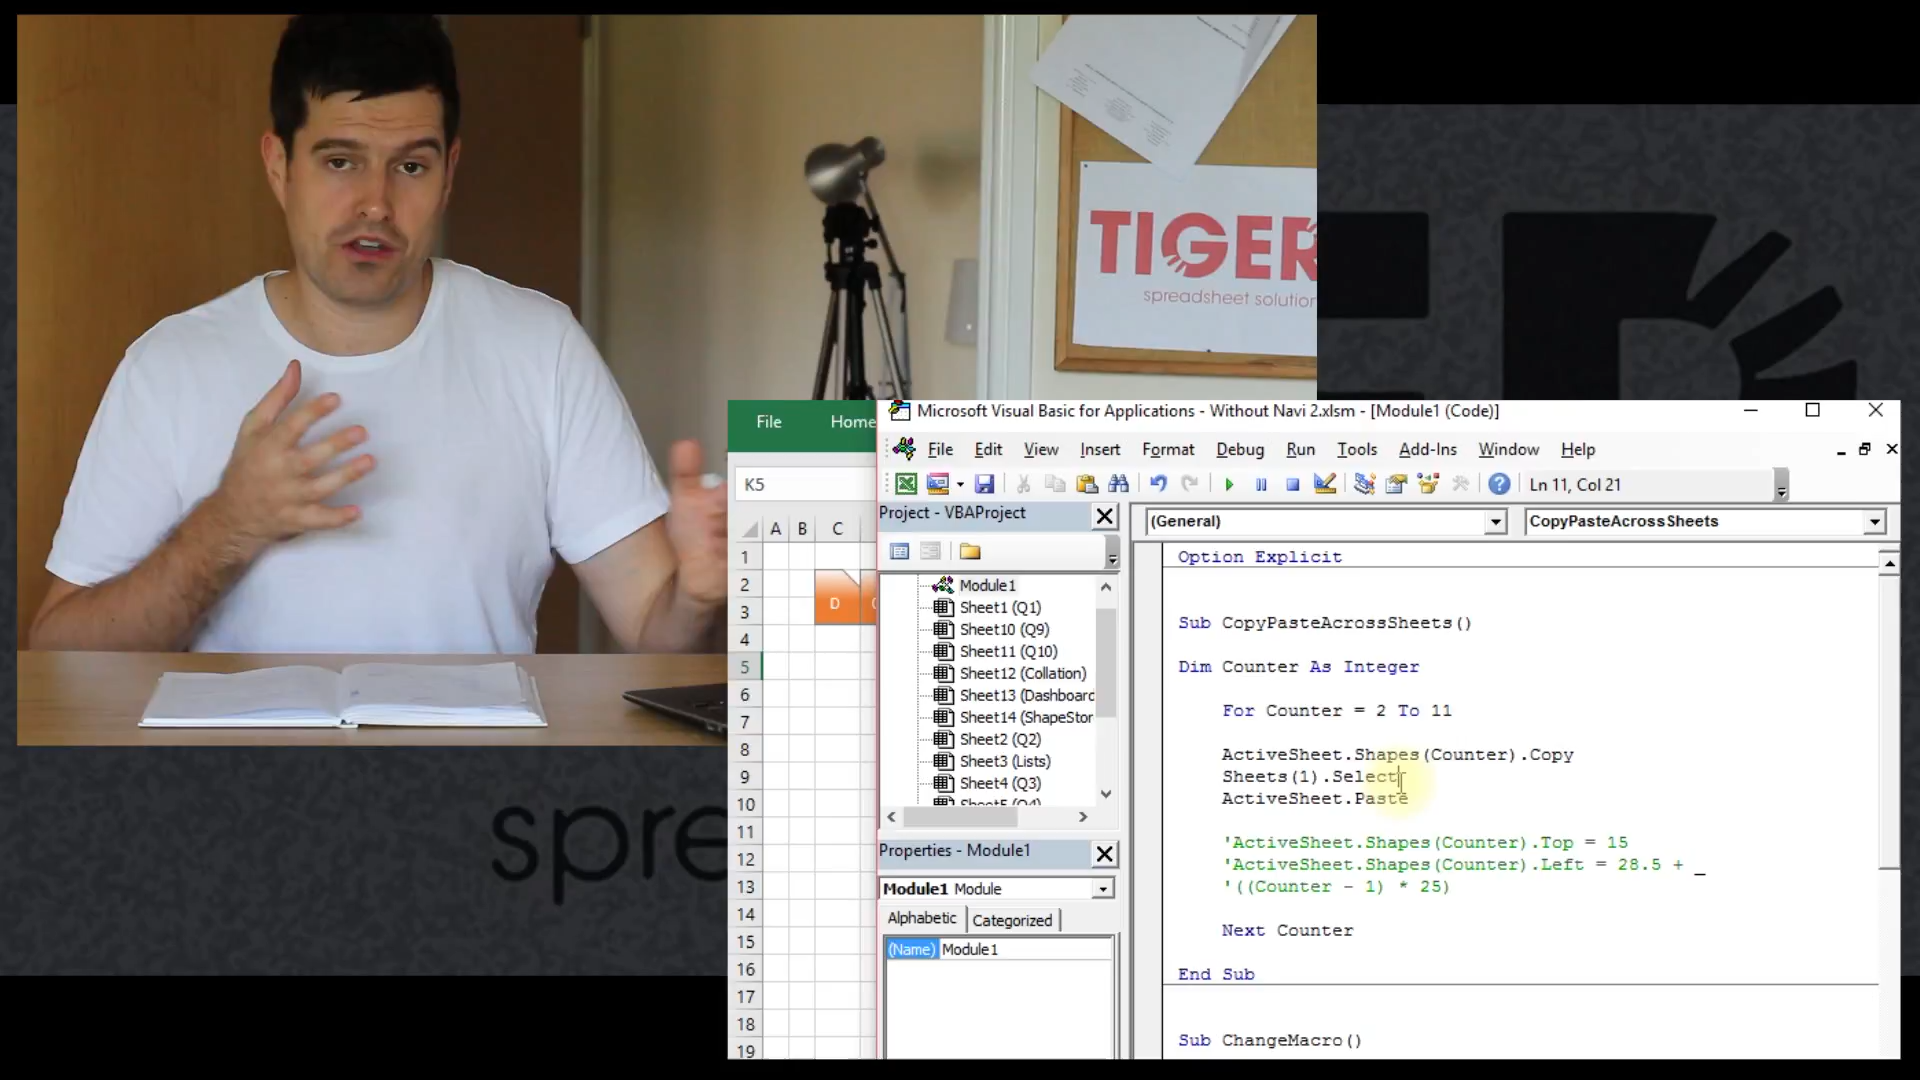 TIGER
spreadsheet solution
spre
File Home
K5
A B C
1
2
3
D
4
5
6
7
8
9
10
11
12
13
14
15
16
17
18
19
Microsoft Visual Basic for Applications - Without Navi 2.xlsm - [Module1 (Code)]
File Edit View Insert Format Debug Run Tools Add-Ins Window Help
Ln 11, Col 21
Project - VBAProject
Module1
Sheet1 (Q1)
Sheet10 (Q9)
Sheet11 (Q10)
Sheet12 (Collation)
Sheet13 (Dashboard
Sheet14 (ShapeStor
Sheet2 (Q2)
Sheet3 (Lists)
Sheet4 (Q3)
Sheet5 (Q4)
Properties - Module1
Module1 Module
Alphabetic Categorized
(Name) Module1
(General) CopyPasteAcrossSheets
Option Explicit
Sub CopyPasteAcrossSheets()
Dim Counter As Integer
For Counter = 2 To 11
ActiveSheet.Shapes(Counter).Copy
Sheets(1).Select
ActiveSheet.Paste
'ActiveSheet.Shapes(Counter).Top = 15
'ActiveSheet.Shapes(Counter).Left = 28.5 + _
'((Counter - 1) * 25)
Next Counter
End Sub
Sub ChangeMacro()